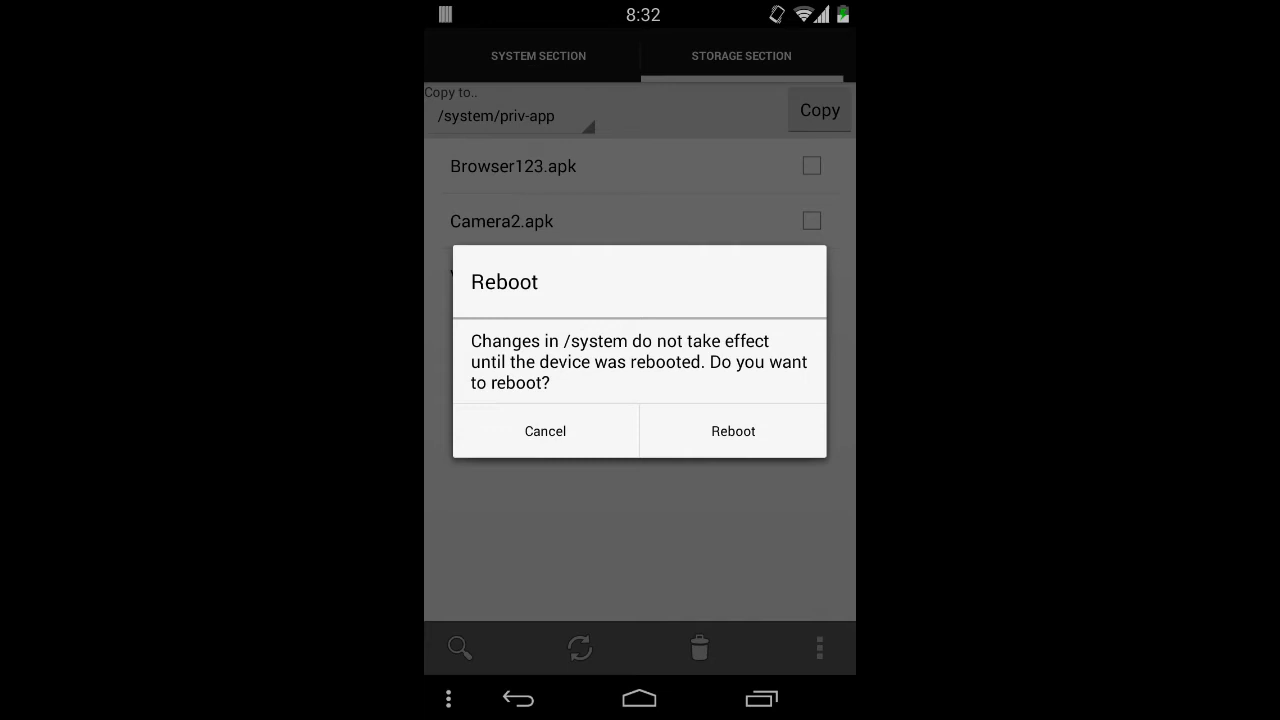 8:32
SYSTEM SECTION
STORAGE SECTION
Copy to..
/system/priv-app
Copy
Browser123.apk
Camera2.apk
Reboot
Changes in /system do not take effect
until the device was rebooted. Do you want
to reboot?
Cancel
Reboot